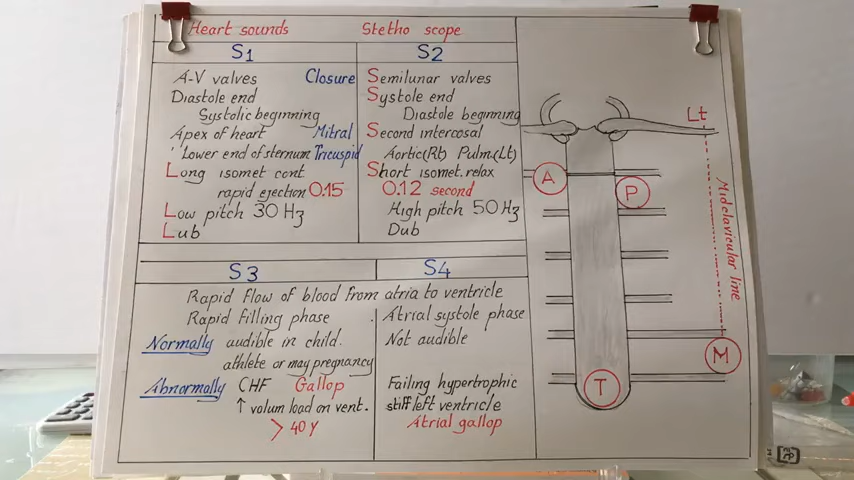 Heart sounds Stetho scope
S1
A-V valves Closure
Diastole end
Systolic beginning
Apex of heart Mitral
Lower end of sternum Tricuspid
Long isomet cont
rapid ejection 0.15
Low pitch 30 Hz
Lub
S2
Semilunar valves
Systole end
Diastole beginning
Second intercosal
Aortic(Rt) Pulm(Lt)
Short isomet. relax
0.12 second
High pitch 50 Hz
Dub
S3 S4
Rapid flow of blood from atria to ventricle
Rapid filling phase
Normally audible in child.
athlete or may pregnancy
Abnormally CHF Gallop
↑ volum load on vent.
> 40 y
Atrial systole phase
Not audible
Failing hypertrophic
stiff left ventricle
Atrial gallop
Lt
A
P
Midclavicular line
M
T